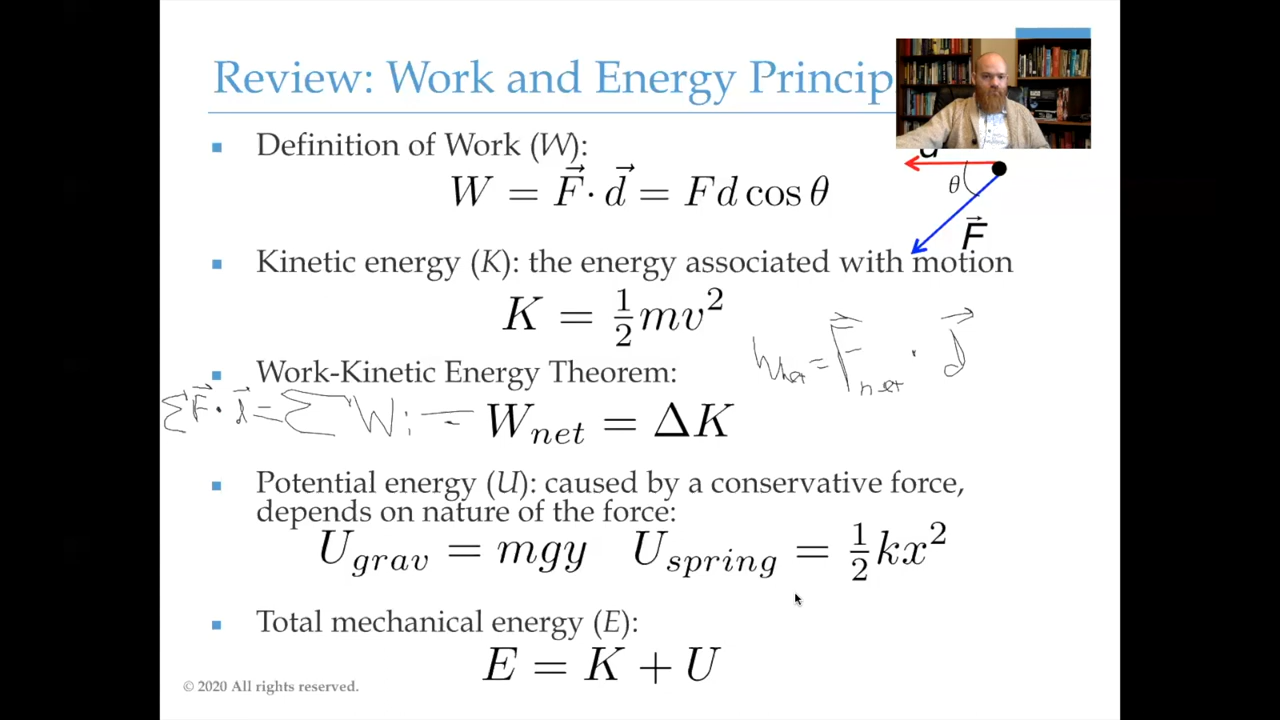 Review: Work and Energy Princip
Definition of Work (W):
W = F⃗ · d⃗ = Fd cos θ
θ
F⃗
Kinetic energy (K): the energy associated with motion
K = ½mv²
W_net = F⃗_net · d⃗
Work-Kinetic Energy Theorem:
ΣF⃗ · d⃗ = ΣW_i = W_net = ΔK
Potential energy (U): caused by a conservative force,
depends on nature of the force:
U_grav = mgy U_spring = ½kx²
Total mechanical energy (E):
E = K + U
© 2020 All rights reserved.